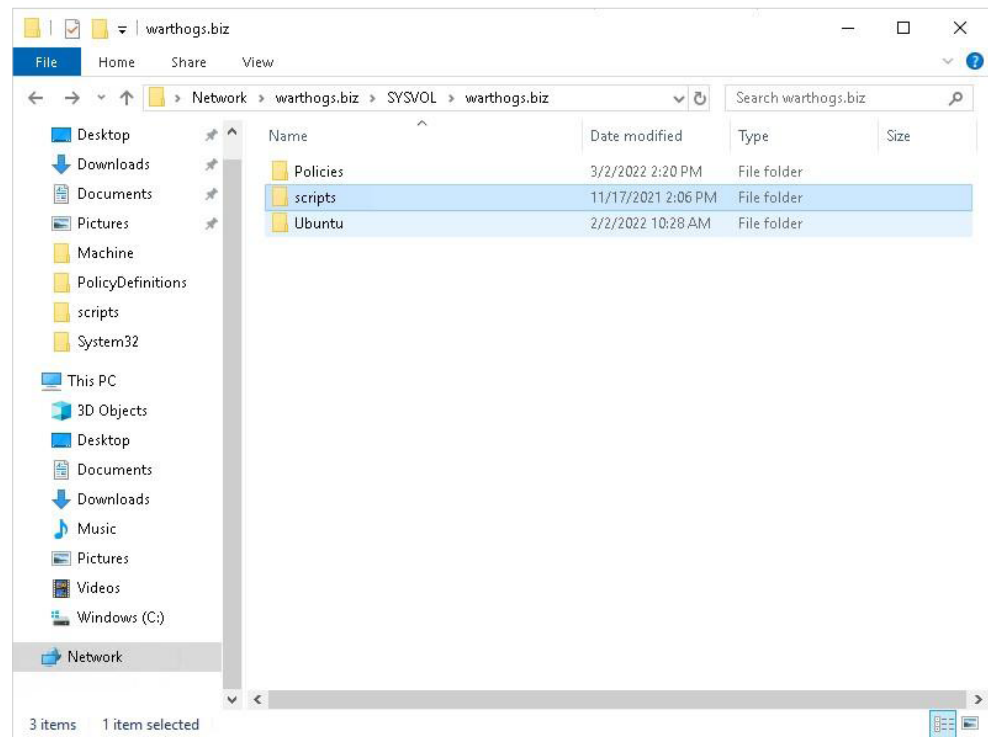 warthogs.biz
File Home Share View
Network > warthogs.biz > SYSVOL > warthogs.biz Search warthogs.biz
Name Date modified Type Size
Desktop
Downloads
Documents
Pictures
Machine
PolicyDefinitions
scripts
System32
This PC
3D Objects
Desktop
Documents
Downloads
Music
Pictures
Videos
Windows (C:)
Network
Policies 3/2/2022 2:20 PM File folder
scripts 11/17/2021 2:06 PM File folder
Ubuntu 2/2/2022 10:28 AM File folder
3 items 1 item selected